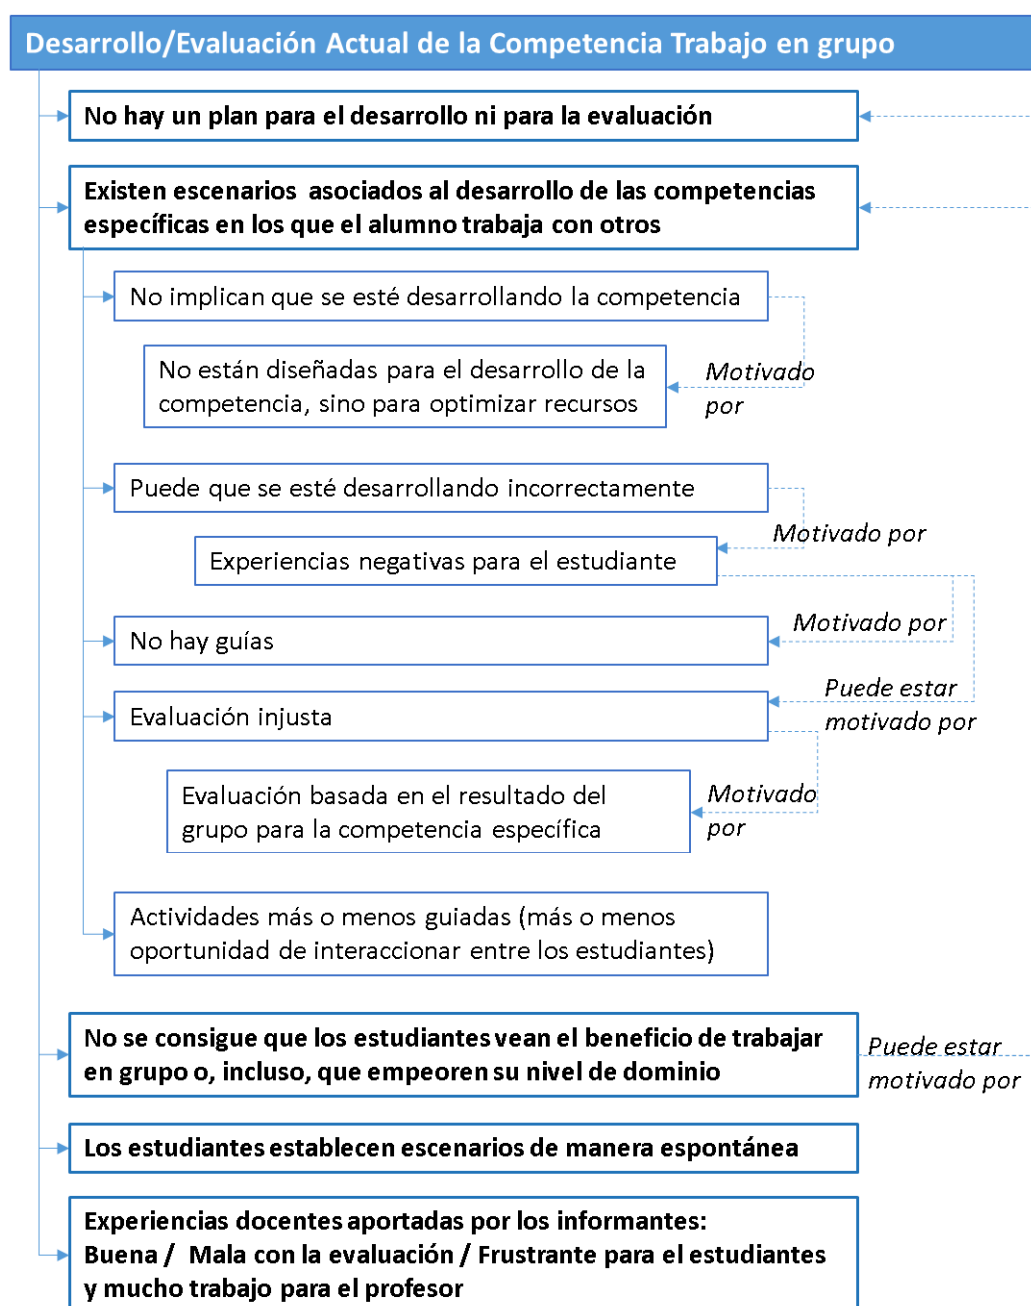 Desarrollo/Evaluación Actual de la Competencia Trabajo en grupo
No hay un plan para el desarrollo ni para la evaluación
Existen escenarios asociados al desarrollo de las competencias
específicas en los que el alumno trabaja con otros
No implican que se esté desarrollando la competencia
No están diseñadas para el desarrollo de la
competencia, sino para optimizar recursos
Motivado
por
Puede que se esté desarrollando incorrectamente
Motivado por
Experiencias negativas para el estudiante
Motivado por
No hay guías
Puede estar
motivado por
Evaluación injusta
Evaluación basada en el resultado del
grupo para la competencia específica
Motivado
por
Actividades más o menos guiadas (más o menos
oportunidad de interaccionar entre los estudiantes)
No se consigue que los estudiantes vean el beneficio de trabajar
en grupo o, incluso, que empeoren su nivel de dominio
Puede estar
motivado por
Los estudiantes establecen escenarios de manera espontánea
Experiencias docentes aportadas por los informantes:
Buena / Mala con la evaluación / Frustrante para el estudiantes
y mucho trabajo para el profesor